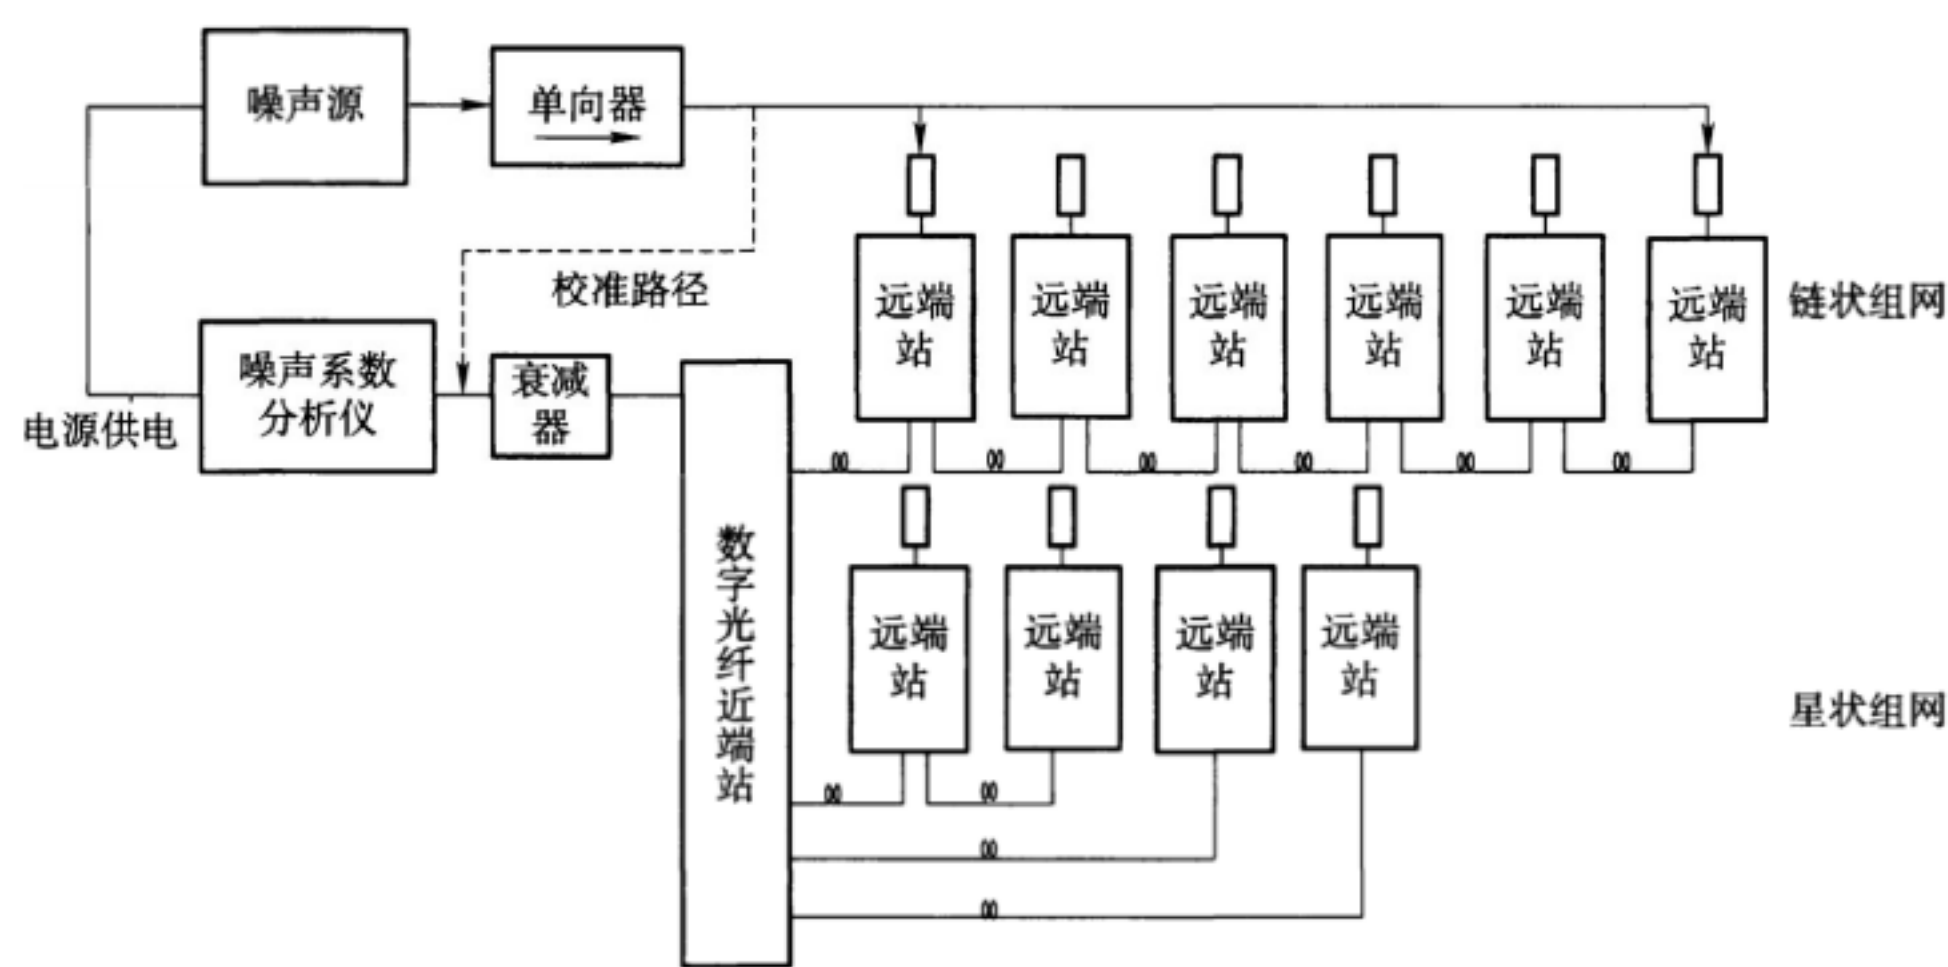 噪声源
单向器
校准路径
远端
站
远端
站
远端
站
远端
站
远端
站
远端
站
链状组网
噪声系数
分析仪
衰减
器
电源供电
数
字
光
纤
近
端
站
远端
站
远端
站
远端
站
远端
站
星状组网